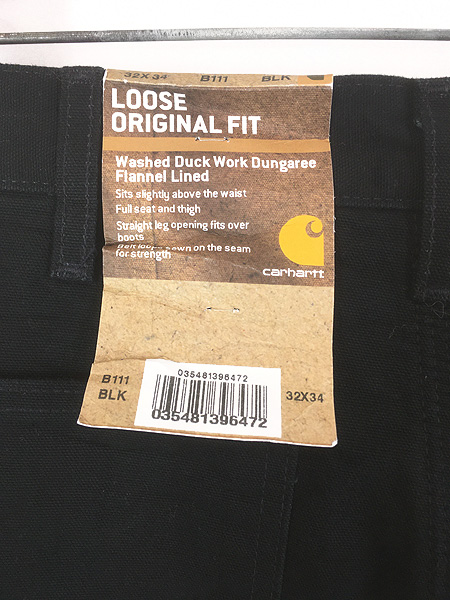 32X34 B111 BLK
LOOSE
ORIGINAL FIT
Washed Duck Work Dungaree
Flannel Lined
Sits slightly above the waist
Full seat and thigh
Straight leg opening fits over
boots
Belt loops sewn on the seam
for strength
carhartt
035481396472
B111
BLK
32X34
035481396472